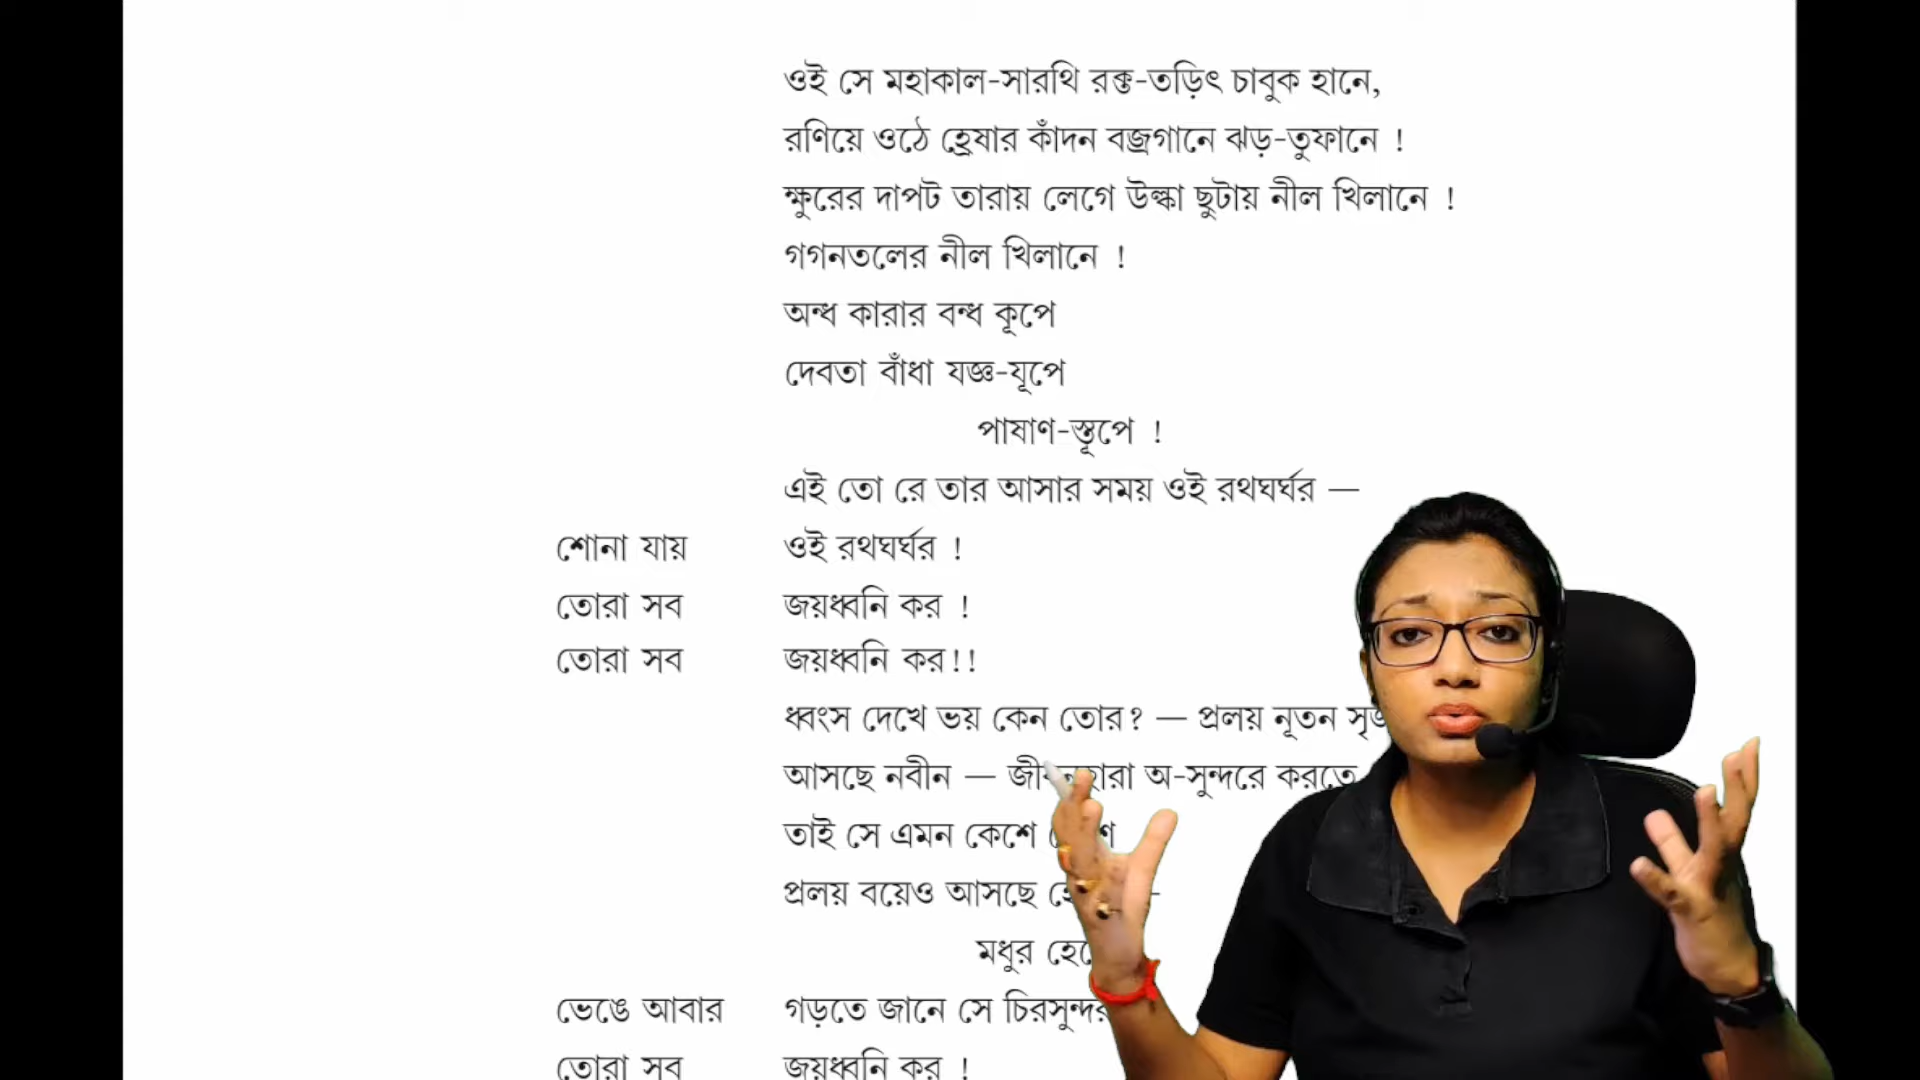 ওই সে মহাকাল-সারথি রক্ত-তড়িৎ চাবুক হানে,
রণিয়ে ওঠে হ্রেষার কাঁদন বজ্রগানে ঝড়-তুফানে !
ক্ষুরের দাপট তারায় লেগে উল্কা ছুটায় নীল খিলানে !
গগনতলের নীল খিলানে !
অন্ধ কারার বন্ধ কূপে
দেবতা বাঁধা যজ্ঞ-যূপে
পাষাণ-স্তূপে !
এই তো রে তার আসার সময় ওই রথঘর্ঘর —
শোনা যায় ওই রথঘর্ঘর !
তোরা সব জয়ধ্বনি কর !
তোরা সব জয়ধ্বনি কর!!
ধ্বংস দেখে ভয় কেন তোর? — প্রলয় নূতন
আসছে নবীন — অ-সুন্দরে করতে
তাই সে এমন কেশে
প্রলয় বয়েও আসছে
মধুর
ভেঙে আবার গড়তে জানে সে চিরসুন্দর
তোরা সব জয়ধ্বনি কর !